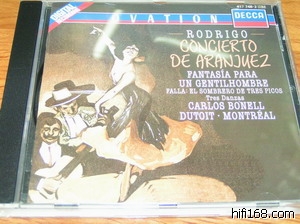 OVATION
DECCA
RODRIGO
CONCIERTO
DE ARANJUEZ
FANTASIA PARA
UN GENTILHOMBRE
FALLA: EL SOMBRERO DE TRES PICOS
Tres Danzas
CARLOS BONELL
DUTOIT · MONTRÉAL
hifi168.com